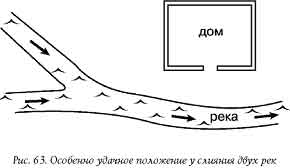 дом
река
Рис. 63. Особенно удачное положение у слияния двух рек